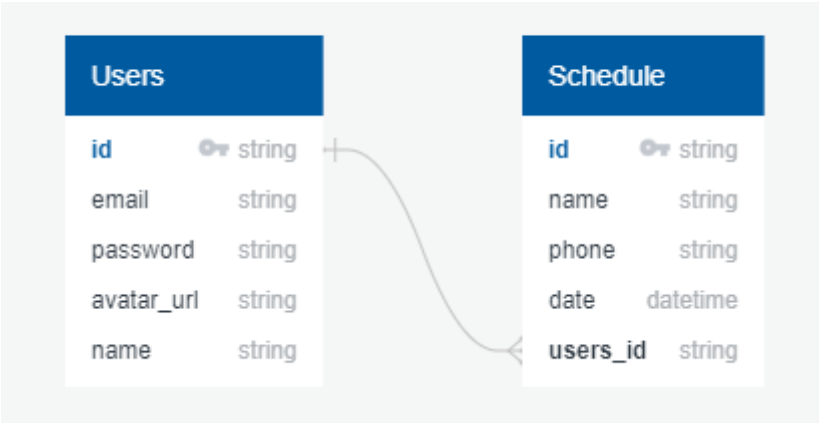 Users
id string
email string
password string
avatar_url string
name string
Schedule
id string
name string
phone string
date datetime
users_id string